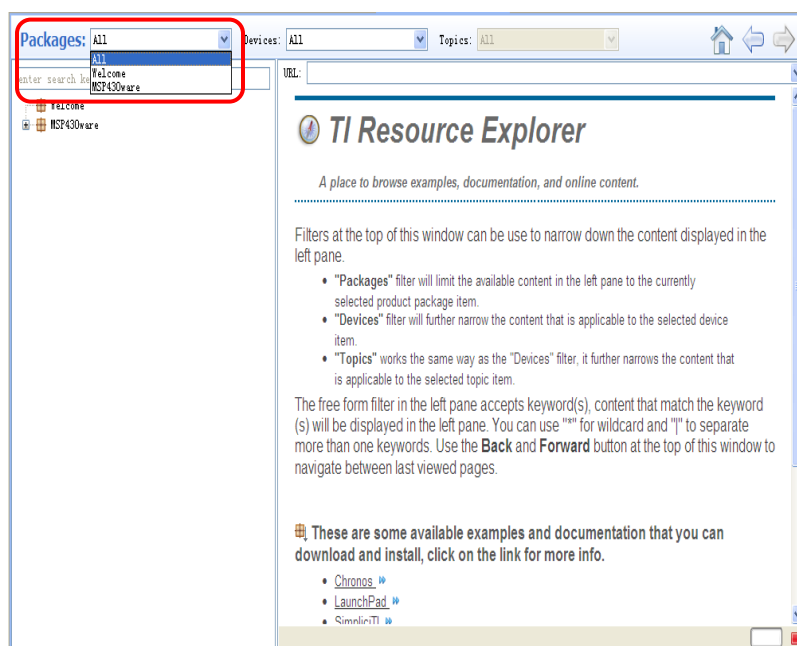 Packages: All Devices: All Topics: All
All
Welcome
MSP430ware
enter search ke
URL:
Welcome
MSP430ware
TI Resource Explorer
A place to browse examples, documentation, and online content.
Filters at the top of this window can be use to narrow down the content displayed in the
left pane.
• "Packages" filter will limit the available content in the left pane to the currently
selected product package item.
• "Devices" filter will further narrow the content that is applicable to the selected device
item.
• "Topics" works the same way as the "Devices" filter, it further narrows the content that
is applicable to the selected topic item.
The free form filter in the left pane accepts keyword(s), content that match the keyword
(s) will be displayed in the left pane. You can use "*" for wildcard and "|" to separate
more than one keywords. Use the Back and Forward button at the top of this window to
navigate between last viewed pages.
These are some available examples and documentation that you can
download and install, click on the link for more info.
• Chronos
• LaunchPad
• SimpliciTI